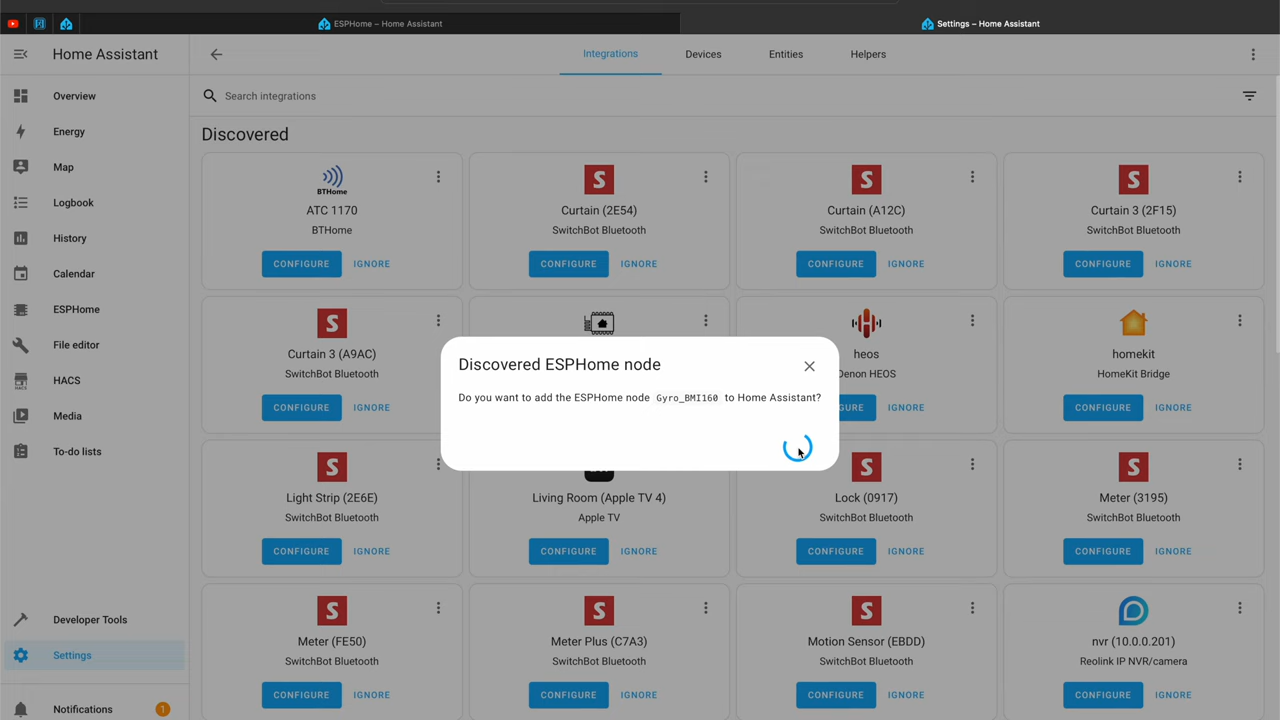 ESPHome – Home Assistant
Settings – Home Assistant
Home Assistant
Integrations
Devices
Entities
Helpers
Overview
Energy
Map
Logbook
History
Calendar
ESPHome
File editor
HACS
HACS
Media
To-do lists
Developer Tools
Settings
Notifications
1
Search integrations
Discovered
BTHome
ATC 1170
BTHome
CONFIGURE IGNORE
S
Curtain (2E54)
SwitchBot Bluetooth
CONFIGURE IGNORE
S
Curtain (A12C)
SwitchBot Bluetooth
CONFIGURE IGNORE
S
Curtain 3 (2F15)
SwitchBot Bluetooth
CONFIGURE IGNORE
S
Curtain 3 (A9AC)
SwitchBot Bluetooth
CONFIGURE IGNORE
heos
Denon HEOS
IGNORE
homekit
HomeKit Bridge
CONFIGURE IGNORE
Discovered ESPHome node
Do you want to add the ESPHome node Gyro_BMI160 to Home Assistant?
S
Light Strip (2E6E)
SwitchBot Bluetooth
CONFIGURE IGNORE
Living Room (Apple TV 4)
Apple TV
CONFIGURE IGNORE
S
Lock (0917)
SwitchBot Bluetooth
CONFIGURE IGNORE
S
Meter (3195)
SwitchBot Bluetooth
CONFIGURE IGNORE
S
Meter (FE50)
SwitchBot Bluetooth
CONFIGURE IGNORE
S
Meter Plus (C7A3)
SwitchBot Bluetooth
CONFIGURE IGNORE
S
Motion Sensor (EBDD)
SwitchBot Bluetooth
CONFIGURE IGNORE
nvr (10.0.0.201)
Reolink IP NVR/camera
CONFIGURE IGNORE